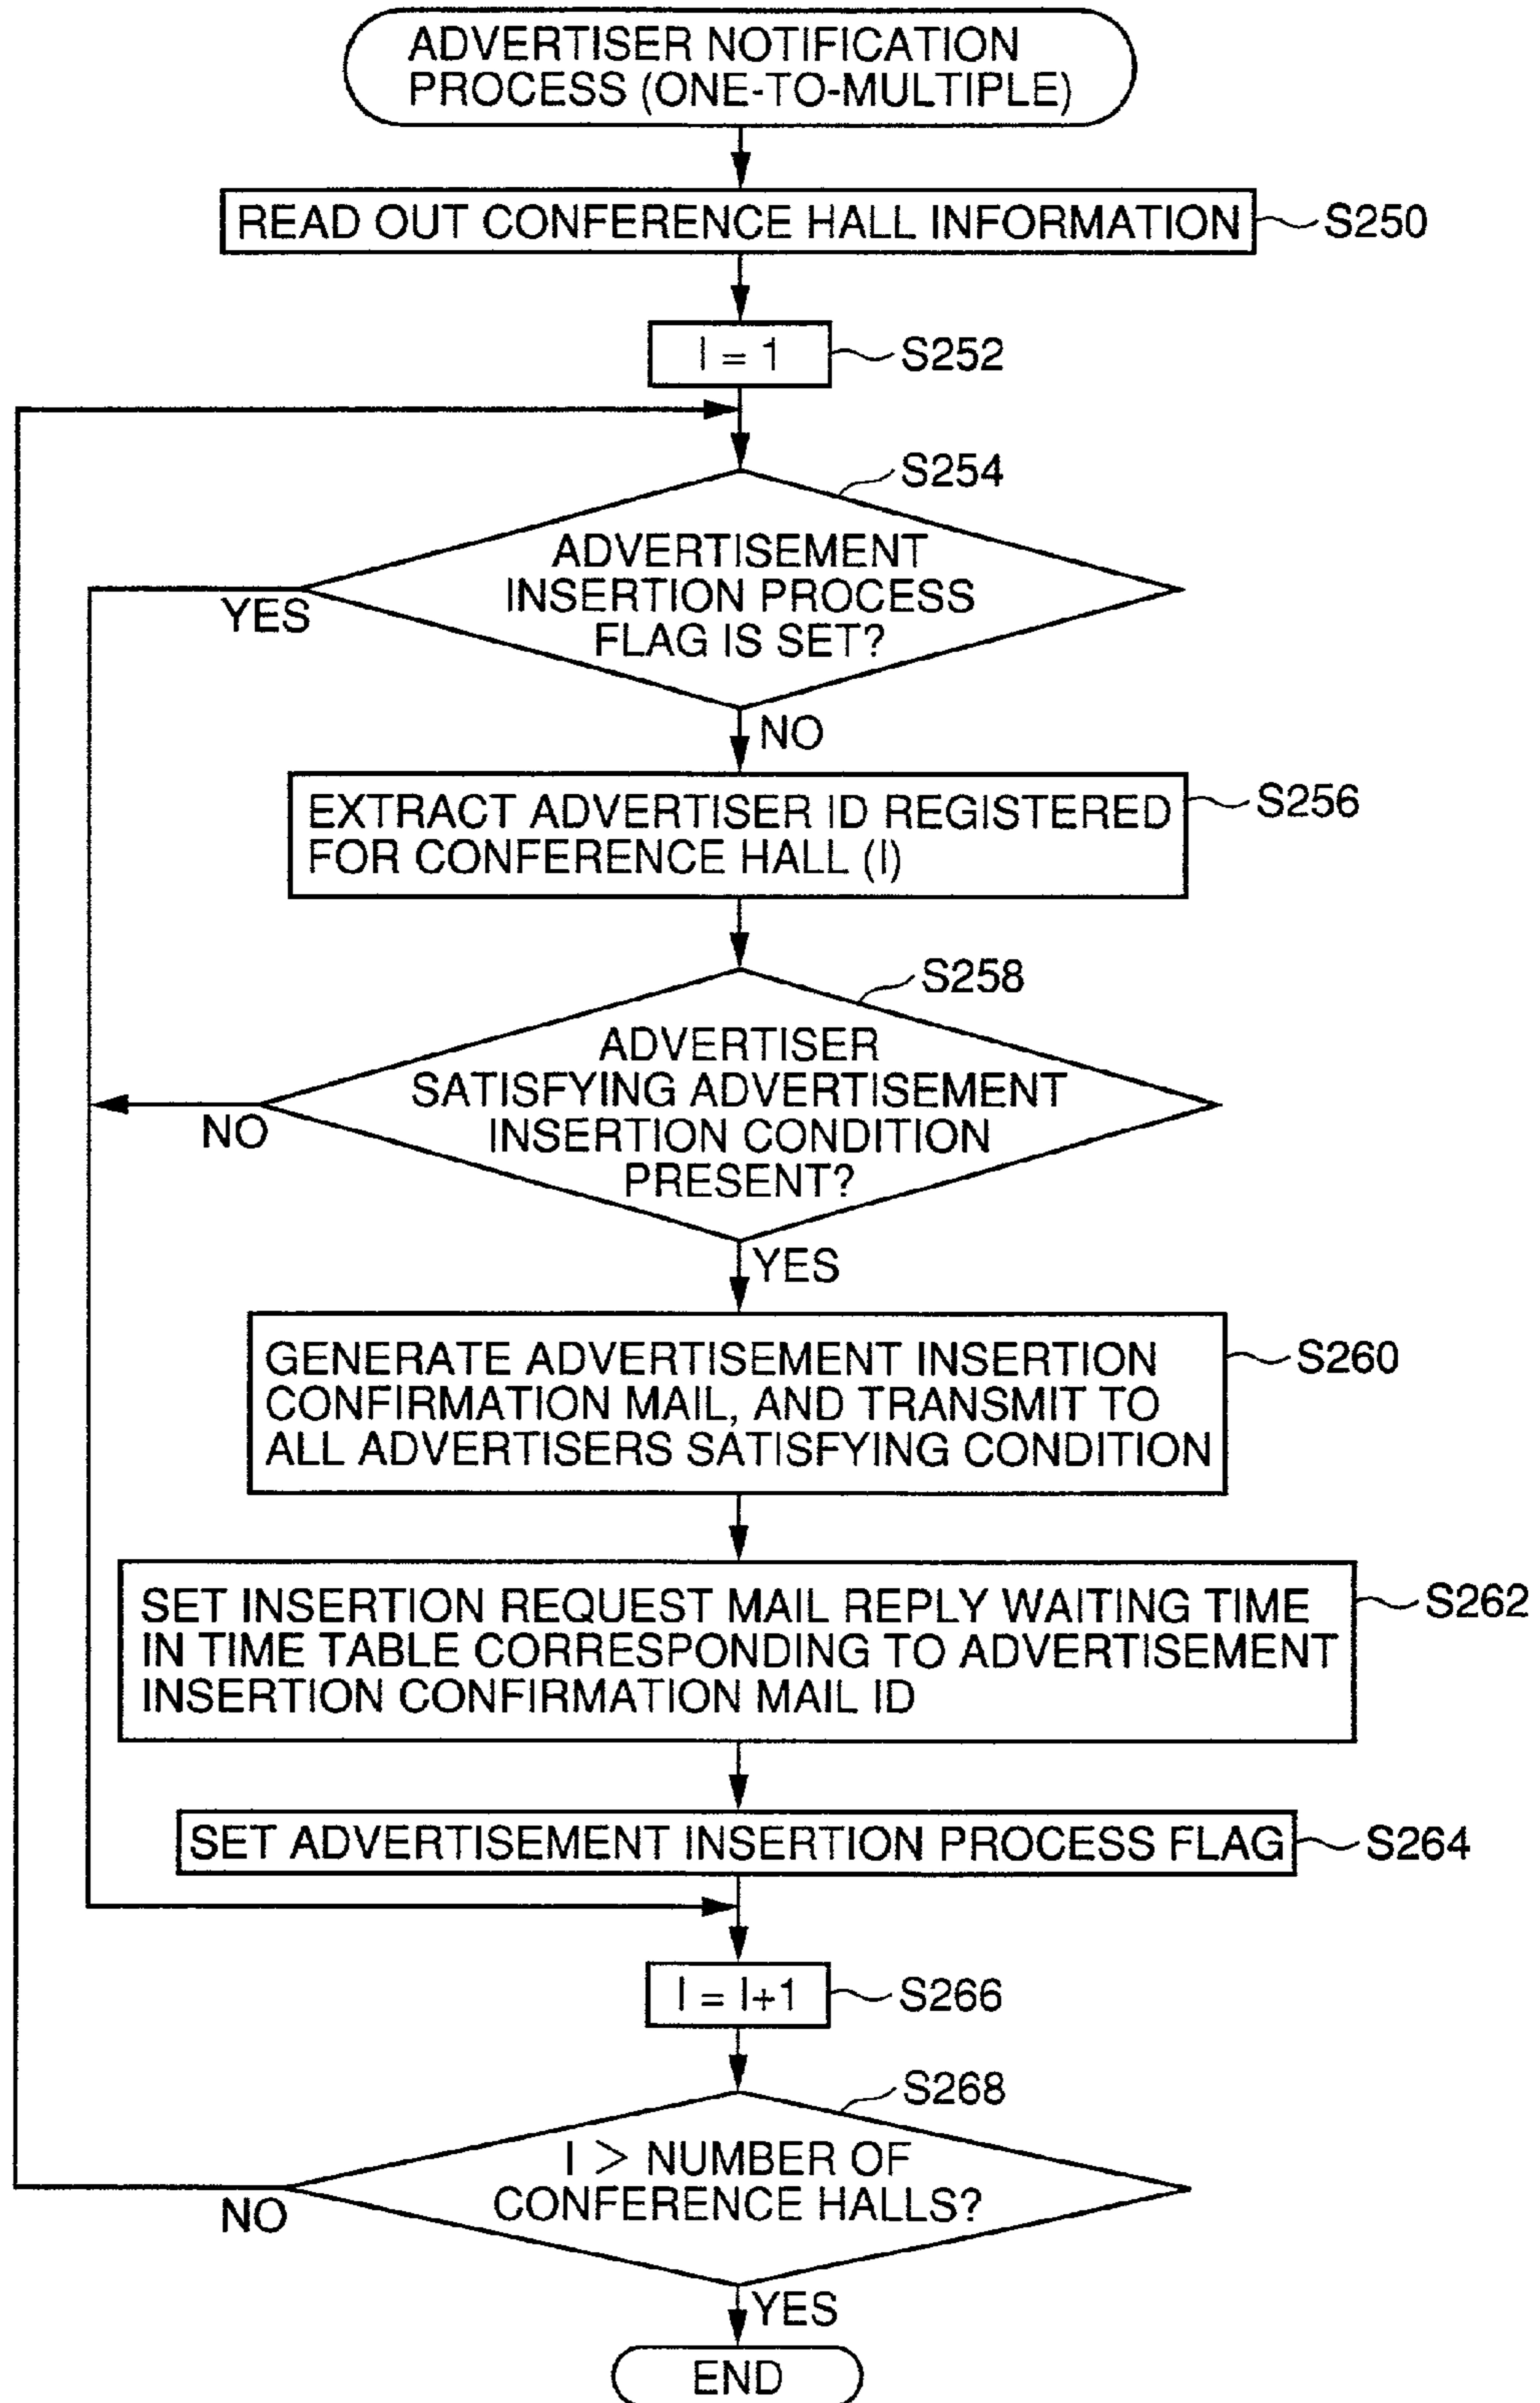 ADVERTISER NOTIFICATION
PROCESS (ONE-TO-MULTIPLE)
READ OUT CONFERENCE HALL INFORMATION
S250
I = 1
S252
S254
ADVERTISEMENT
INSERTION PROCESS
FLAG IS SET?
YES
NO
EXTRACT ADVERTISER ID REGISTERED
FOR CONFERENCE HALL (I)
S256
S258
ADVERTISER
SATISFYING ADVERTISEMENT
INSERTION CONDITION
PRESENT?
NO
YES
GENERATE ADVERTISEMENT INSERTION
CONFIRMATION MAIL, AND TRANSMIT TO
ALL ADVERTISERS SATISFYING CONDITION
S260
SET INSERTION REQUEST MAIL REPLY WAITING TIME
IN TIME TABLE CORRESPONDING TO ADVERTISEMENT
INSERTION CONFIRMATION MAIL ID
S262
SET ADVERTISEMENT INSERTION PROCESS FLAG
S264
I = I+1
S266
S268
I > NUMBER OF
CONFERENCE HALLS?
NO
YES
END